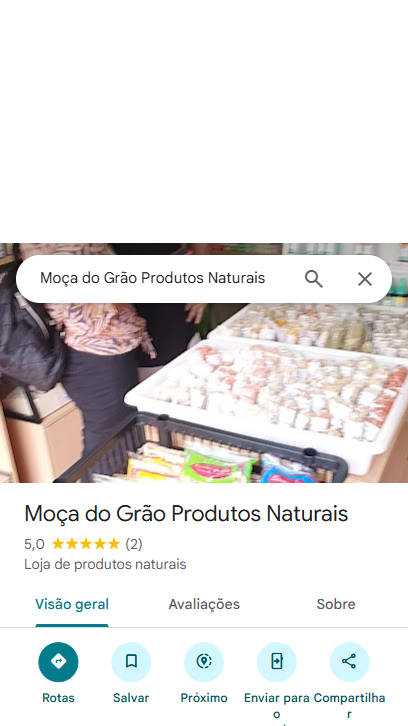 Moça do Grão Produtos Naturais
Moça do Grão Produtos Naturais
5,0 (2)
Loja de produtos naturais
Visão geral Avaliações Sobre
Rotas Salvar Próximo Enviar para o Compartilhar